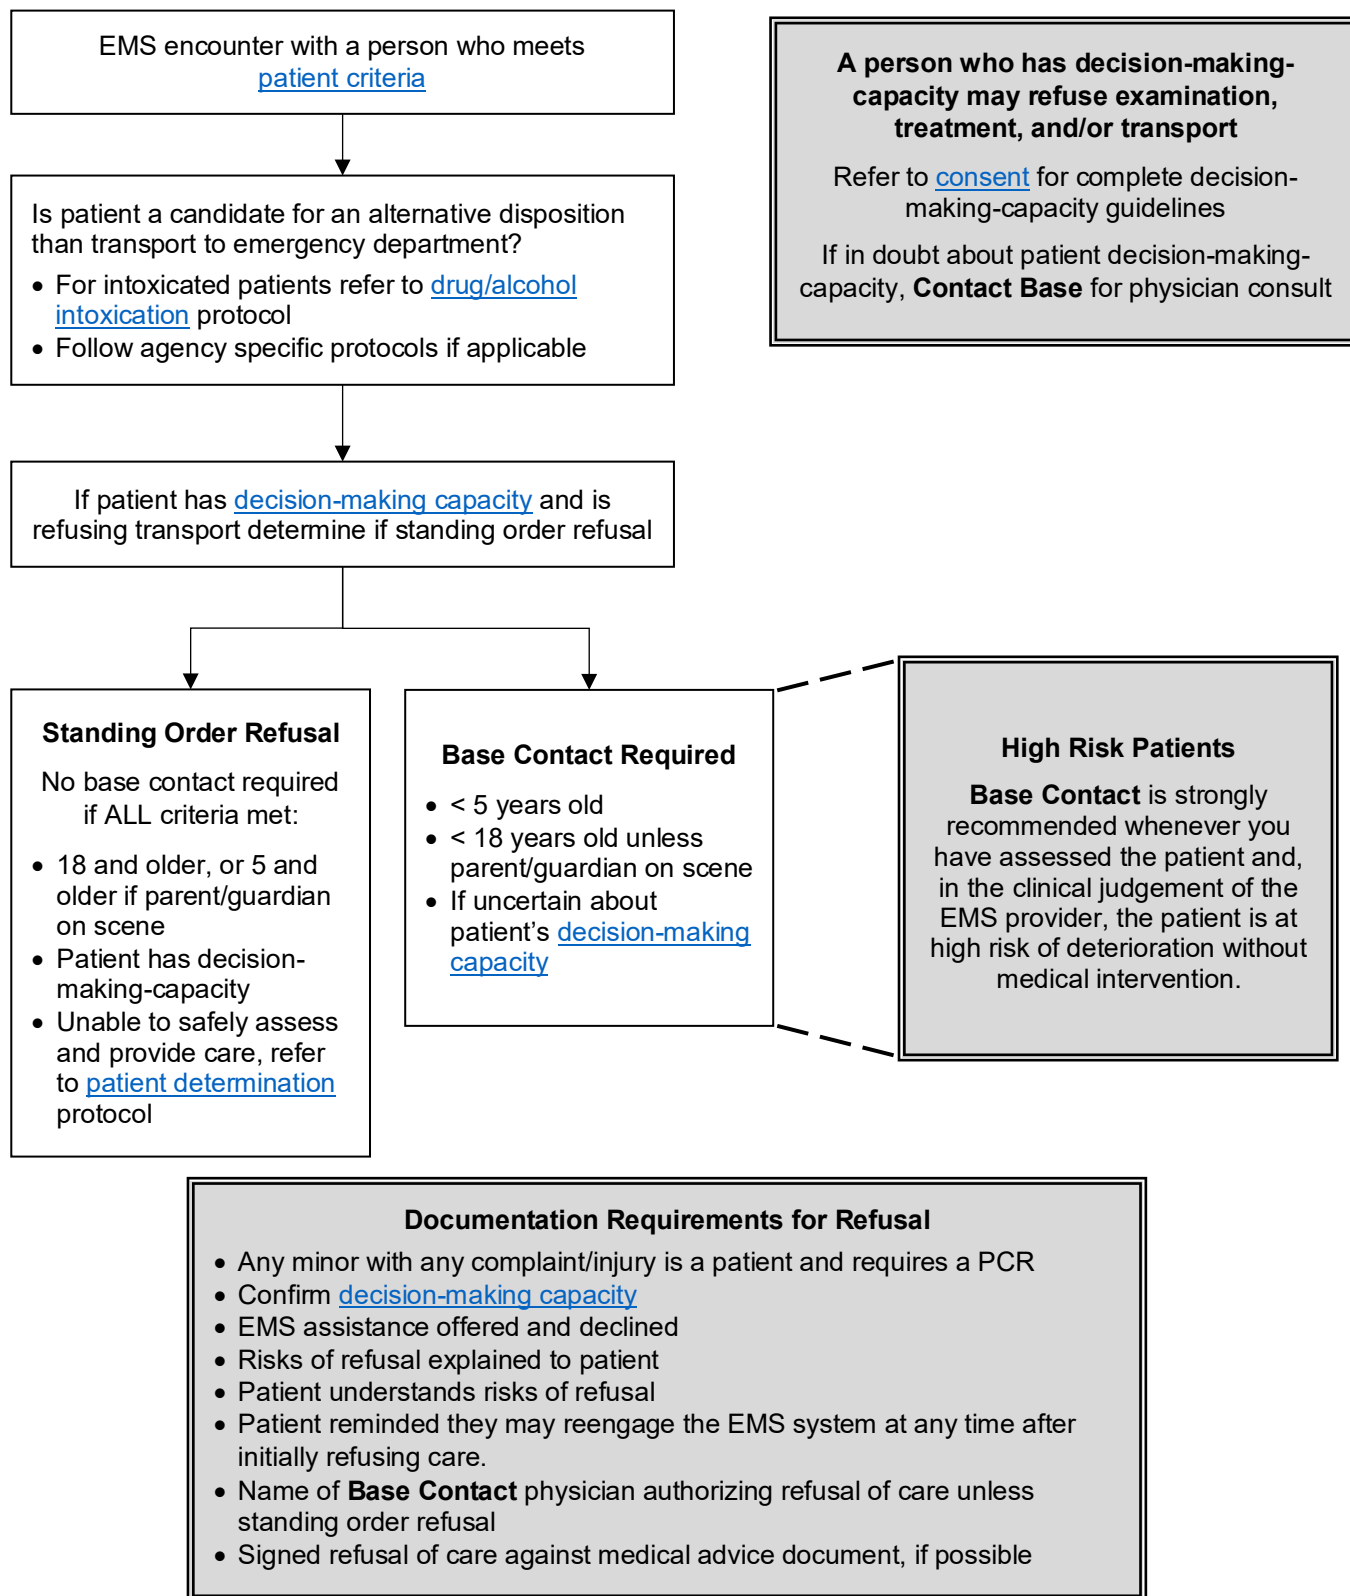 EMS encounter with a person who meets
patient criteria
A person who has decision-making-
capacity may refuse examination,
treatment, and/or transport
Refer to consent for complete decision-
making-capacity guidelines
If in doubt about patient decision-making-
capacity, Contact Base for physician consult
Is patient a candidate for an alternative disposition
than transport to emergency department?
• For intoxicated patients refer to drug/alcohol
intoxication protocol
• Follow agency specific protocols if applicable
If patient has decision-making capacity and is
refusing transport determine if standing order refusal
Standing Order Refusal
No base contact required
if ALL criteria met:
• 18 and older, or 5 and
older if parent/guardian
on scene
• Patient has decision-
making-capacity
• Unable to safely assess
and provide care, refer
to patient determination
protocol
Base Contact Required
• < 5 years old
• < 18 years old unless
parent/guardian on scene
• If uncertain about
patient’s decision-making
capacity
High Risk Patients
Base Contact is strongly
recommended whenever you
have assessed the patient and,
in the clinical judgement of the
EMS provider, the patient is at
high risk of deterioration without
medical intervention.
Documentation Requirements for Refusal
• Any minor with any complaint/injury is a patient and requires a PCR
• Confirm decision-making capacity
• EMS assistance offered and declined
• Risks of refusal explained to patient
• Patient understands risks of refusal
• Patient reminded they may reengage the EMS system at any time after
initially refusing care.
• Name of Base Contact physician authorizing refusal of care unless
standing order refusal
• Signed refusal of care against medical advice document, if possible